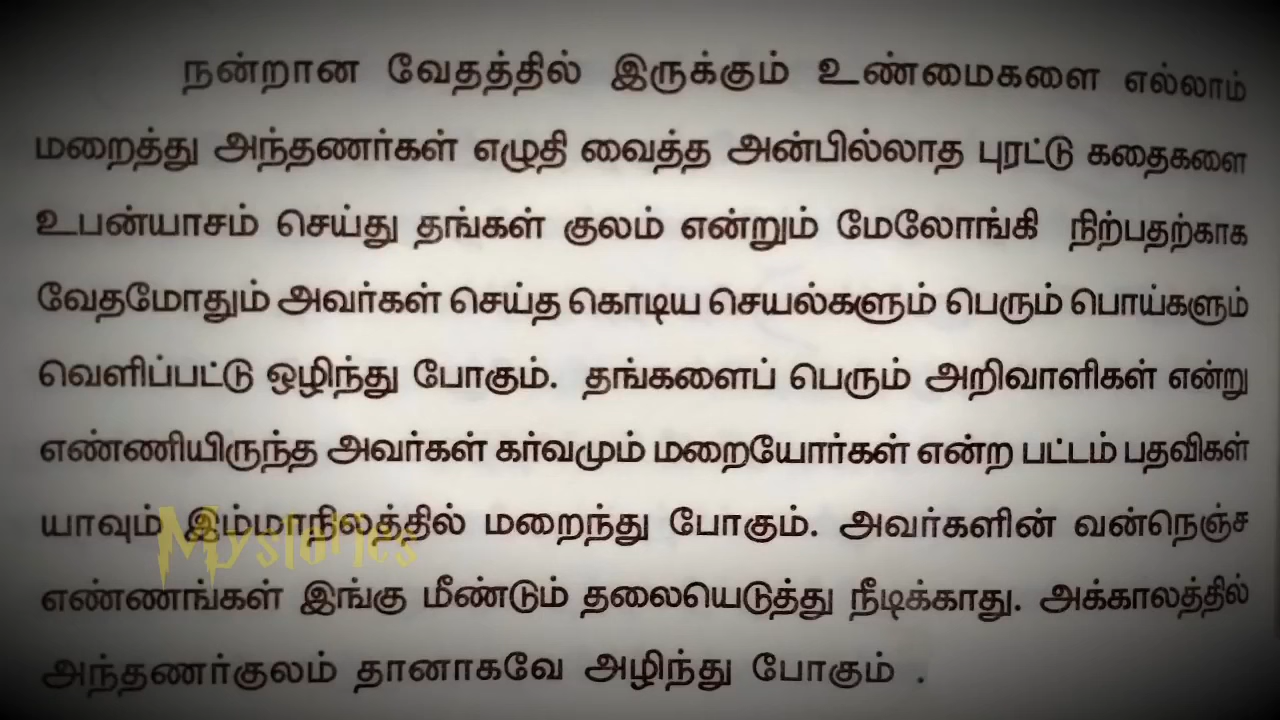 நன்றான வேதத்தில் இருக்கும் உண்மைகளை எல்லாம்
மறைத்து அந்தணர்கள் எழுதி வைத்த அன்பில்லாத புரட்டு கதைகளை
உபன்யாசம் செய்து தங்கள் குலம் என்றும் மேலோங்கி நிற்பதற்காக
வேதமோதும் அவர்கள் செய்த கொடிய செயல்களும் பெரும் பொய்களும்
வெளிப்பட்டு ஒழிந்து போகும். தங்களைப் பெரும் அறிவாளிகள் என்று
எண்ணியிருந்த அவர்கள் கர்வமும் மறையோர்கள் என்ற பட்டம் பதவிகள்
யாவும் இம்மாநிலத்தில் மறைந்து போகும். அவர்களின் வன்நெஞ்ச
Mystories
எண்ணங்கள் இங்கு மீண்டும் தலையெடுத்து நீடிக்காது. அக்காலத்தில்
அந்தணர்குலம் தானாகவே அழிந்து போகும் .